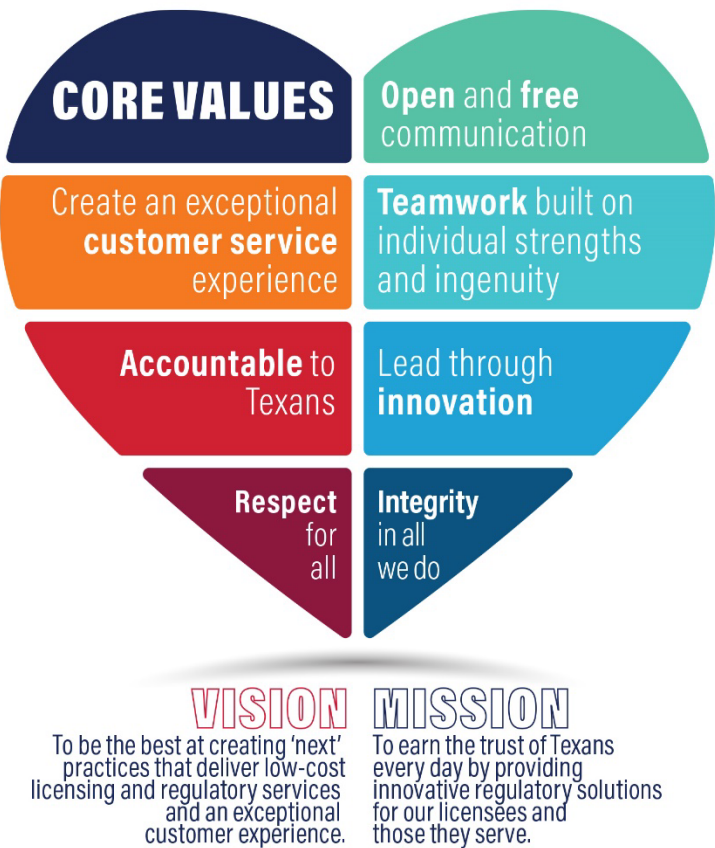 CORE VALUES
Open and free
communication
Create an exceptional
customer service
experience
Teamwork built on
individual strengths
and ingenuity
Accountable to
Texans
Lead through
innovation
Respect
for
all
Integrity
in all
we do
VISION
To be the best at creating ‘next’
practices that deliver low-cost
licensing and regulatory services
and an exceptional
customer experience.
MISSION
To earn the trust of Texans
every day by providing
innovative regulatory solutions
for our licensees and
those they serve.